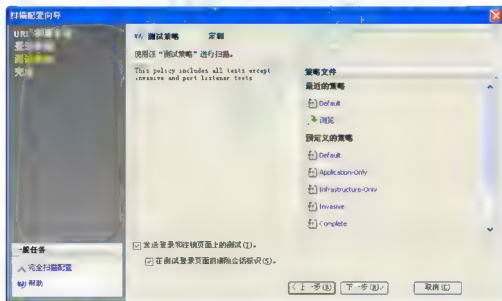 扫描配置向导
URL
完
测试策略 定制
使用该“测试策略”进行扫描。
This policy includes all tests except
invasive and port listener tests
策略文件
最近的策略
Default
浏览
预定义的策略
Default
Application-Only
Infrastructure-Only
Invasive
Complete
发送登录和注销页面上的测试(T)。
在测试登录页面前清除会话标识(S)。
一般任务
完全扫描配置
帮助
< 上一步(B)
下一步(N) >
取消(C)